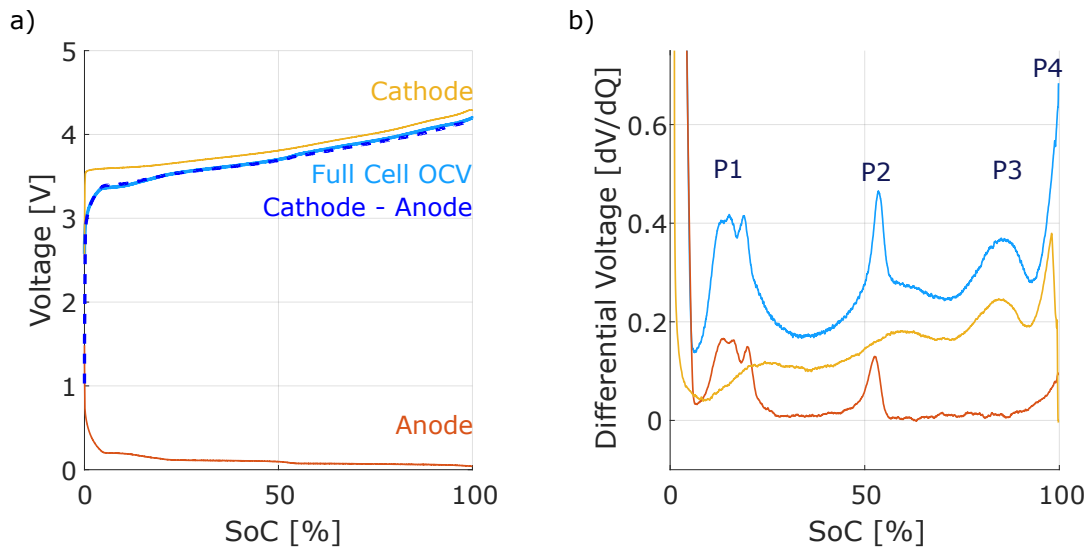 a)
5
4
3
2
1
0
Voltage [V]
Cathode
Full Cell OCV
Cathode - Anode
Anode
0
50
100
SoC [%]
b)
0.6
0.4
0.2
0
Differential Voltage [dV/dQ]
P1
P2
P3
P4
0
50
100
SoC [%]